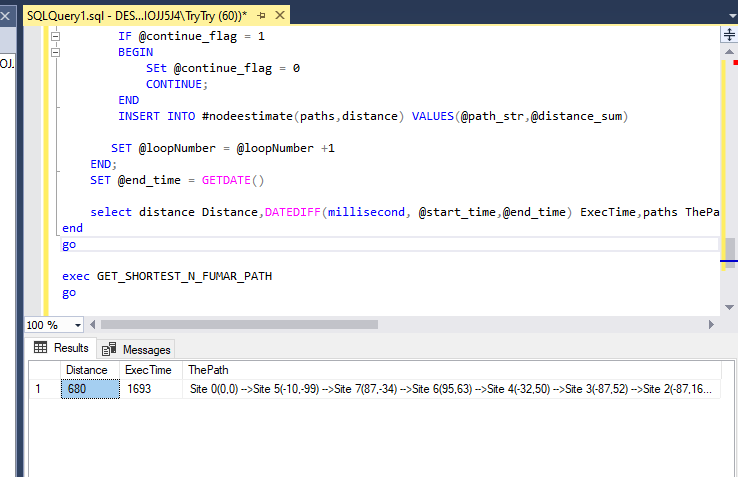 SQLQuery1.sql - DES...IOJJ5J4\TryTry (60))*
OJ.
IF @continue_flag = 1
BEGIN
SET @continue_flag = 0
CONTINUE;
END
INSERT INTO #nodeestimate(paths,distance) VALUES(@path_str,@distance_sum)
SET @loopNumber = @loopNumber +1
END;
SET @end_time = GETDATE()
select distance Distance,DATEDIFF(millisecond, @start_time,@end_time) ExecTime,paths ThePa
end
go
exec GET_SHORTEST_N_FUMAR_PATH
go
100 %
Results Messages
Distance ExecTime ThePath
1 680 1693 Site 0(0,0) -->Site 5(-10,-99) -->Site 7(87,-34) -->Site 6(95,63) -->Site 4(-32,50) -->Site 3(-87,52) -->Site 2(-87,16...